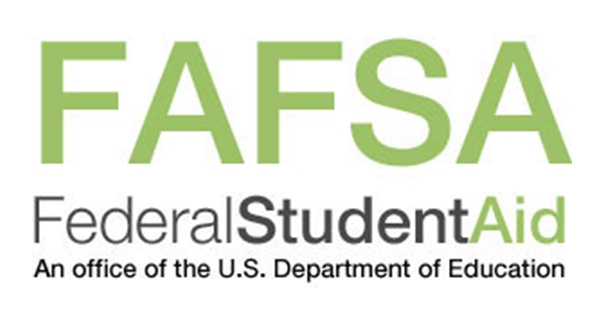 FAFSA
FederalStudentAid
An office of the U.S. Department of Education